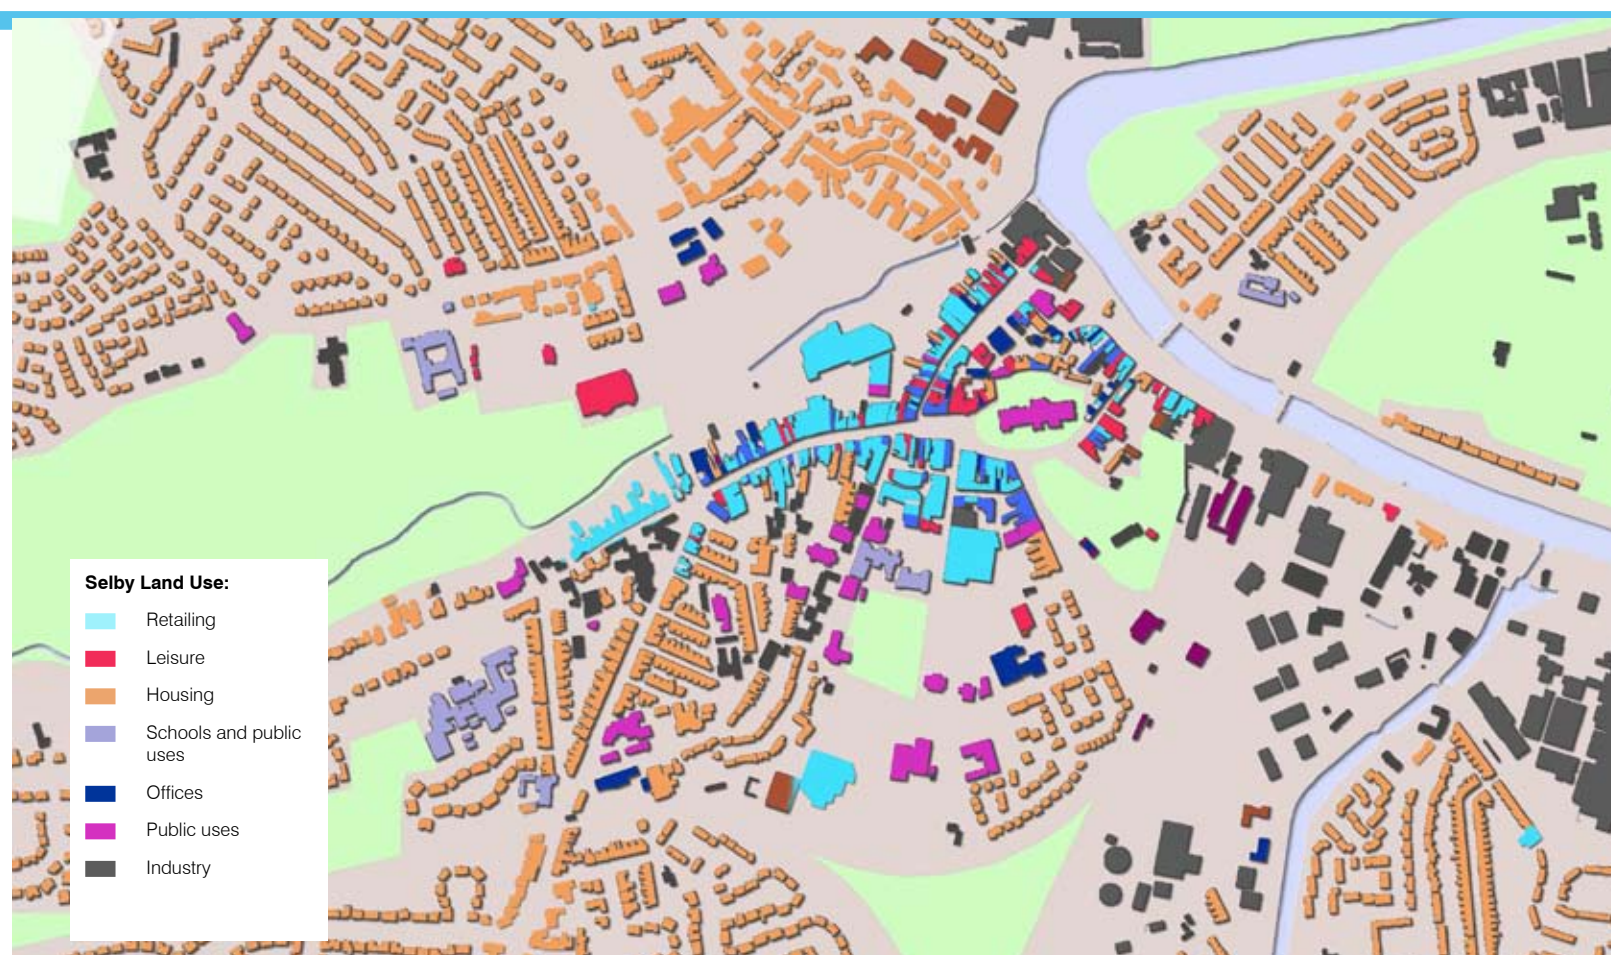 Selby Land Use:
Retailing
Leisure
Housing
Schools and public
uses
Offices
Public uses
Industry